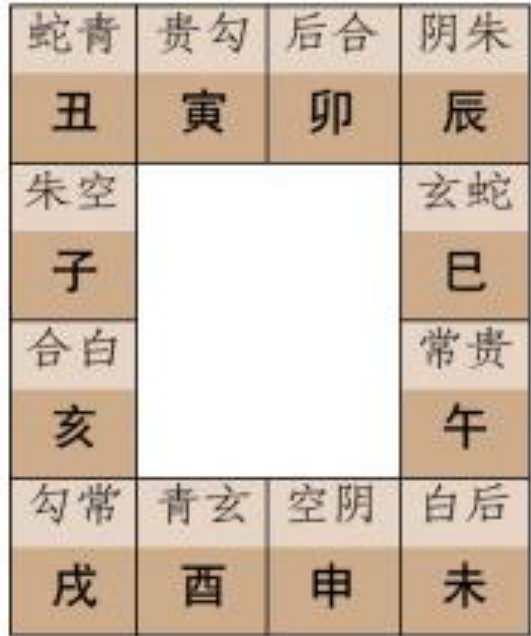 蛇青 贵勾 后合 阴朱
丑 寅 卯 辰
朱空 玄蛇
子 巳
合白 常贵
亥 午
勾常 青玄 空阴 白后
戌 酉 申 未